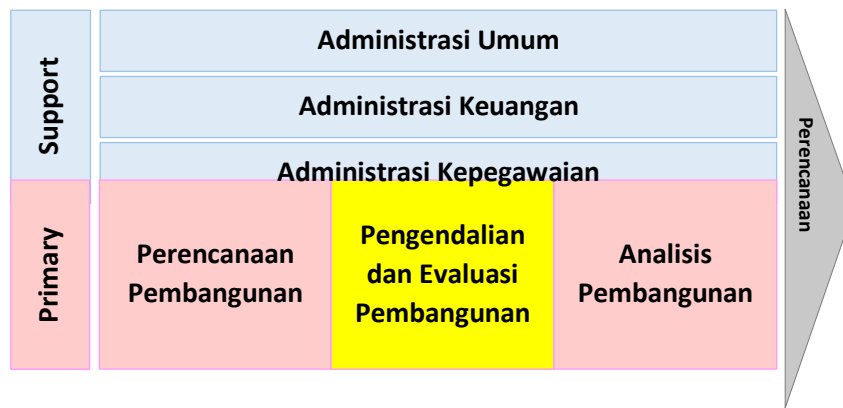 Support
Administrasi Umum
Administrasi Keuangan
Administrasi Kepegawaian
Primary
Perencanaan
Pembangunan
Pengendalian
dan Evaluasi
Pembangunan
Analisis
Pembangunan
Perencanaan